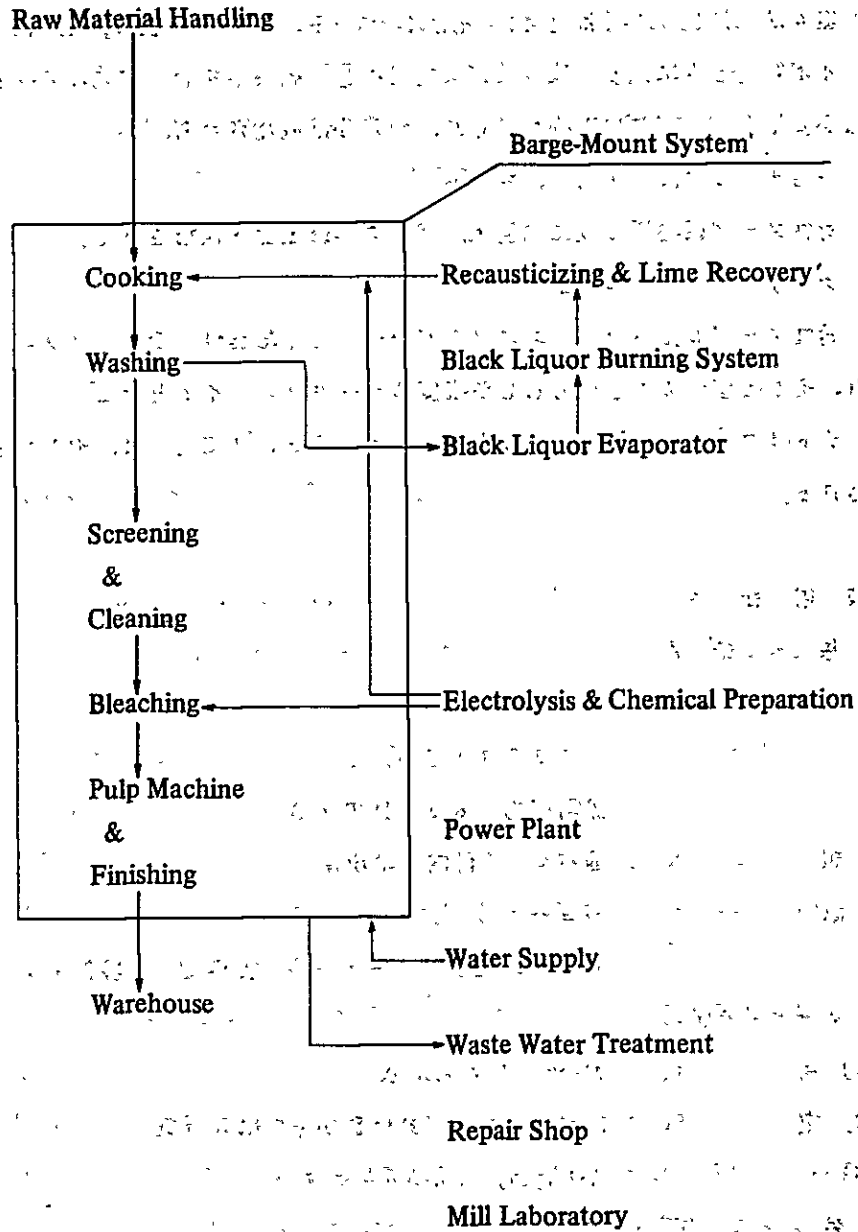 Raw Material Handling
Barge-Mount System
Cooking
Recausticizing & Lime Recovery
Washing
Black Liquor Burning System
Black Liquor Evaporator
Screening
&
Cleaning
Bleaching
Electrolysis & Chemical Preparation
Pulp Machine
&
Finishing
Power Plant
Water Supply
Warehouse
Waste Water Treatment
Repair Shop
Mill Laboratory